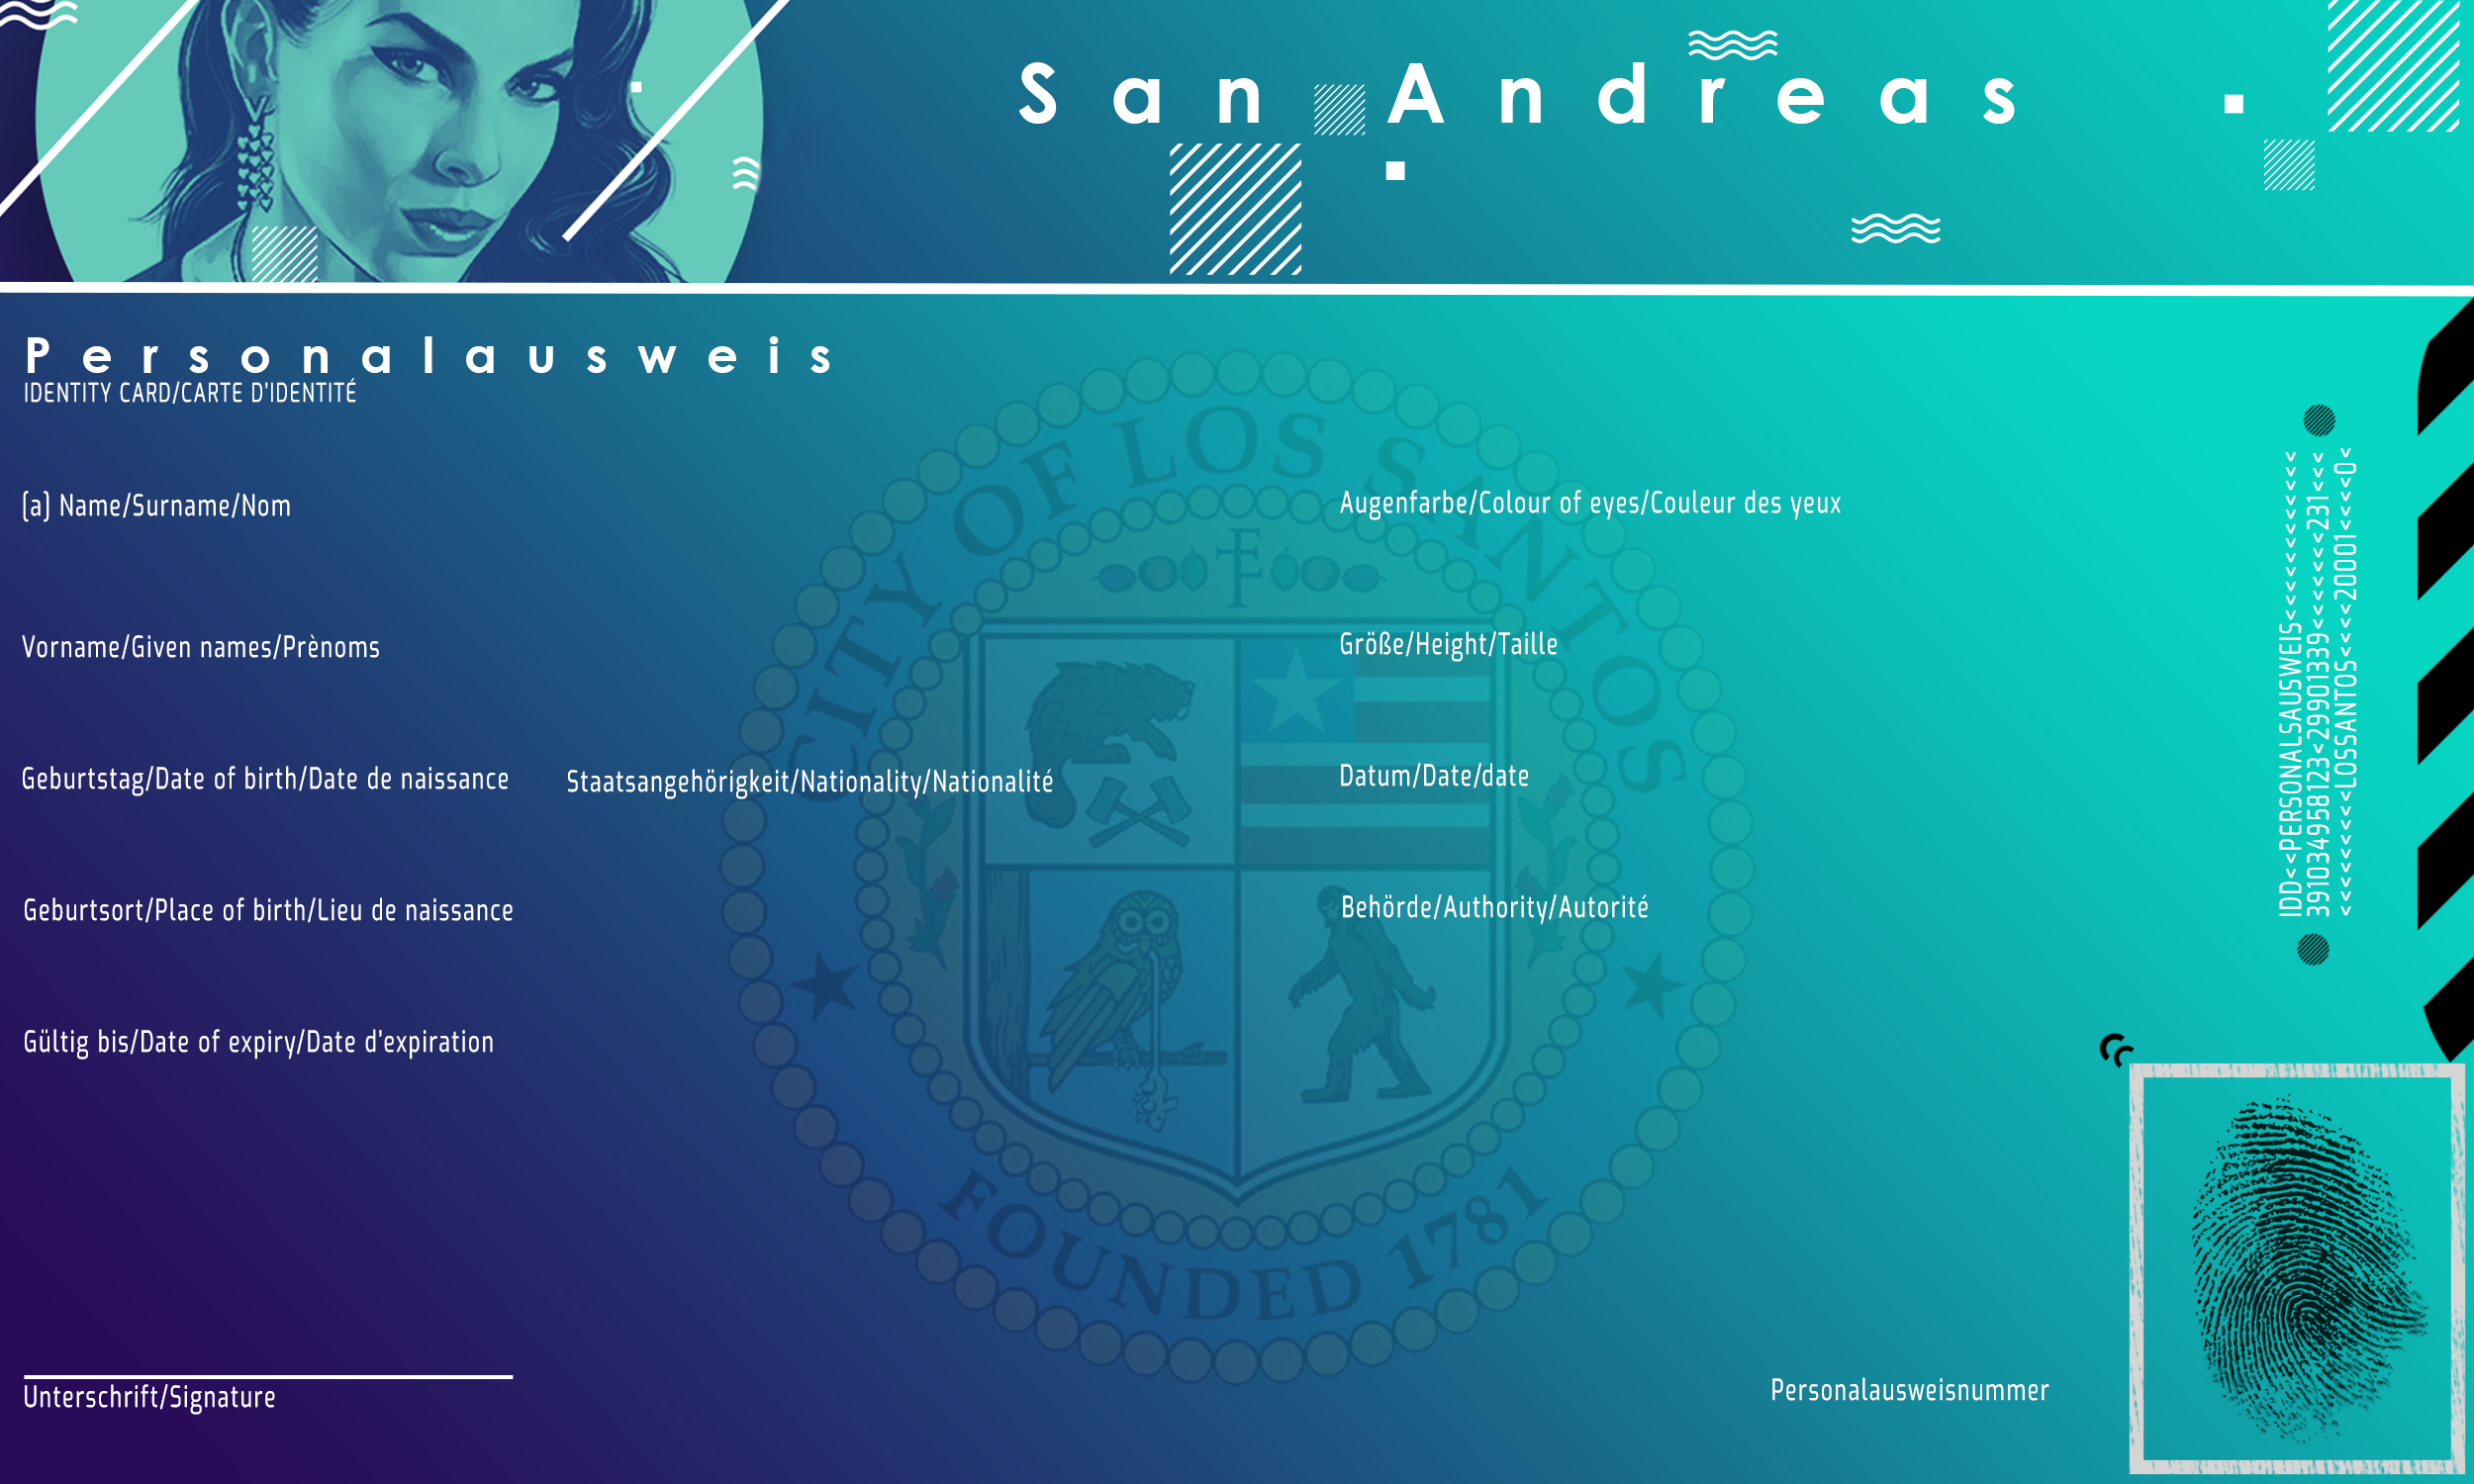 San Andreas
Personalausweis
IDENTITY CARD/CARTE D'IDENTITÉ
(a) Name/Surname/Nom
Vorname/Given names/Prènoms
Geburtstag/Date of birth/Date de naissance
Staatsangehörigkeit/Nationality/Nationalité
Geburtsort/Place of birth/Lieu de naissance
Gültig bis/Date of expiry/Date d'expiration
Unterschrift/Signature
Augenfarbe/Colour of eyes/Couleur des yeux
Größe/Height/Taille
Datum/Date/date
Behörde/Authority/Autorité
Personalausweisnummer
CITY OF LOS SANTOS
FOUNDED 1781
IDD<<PERSONALSAUSWEIS<<<<<<<<<<<<
391034958123<29901339<<<<<<<231<<<
<<<<<<<<<LOSSANTOS<<<<20001<<<<0<